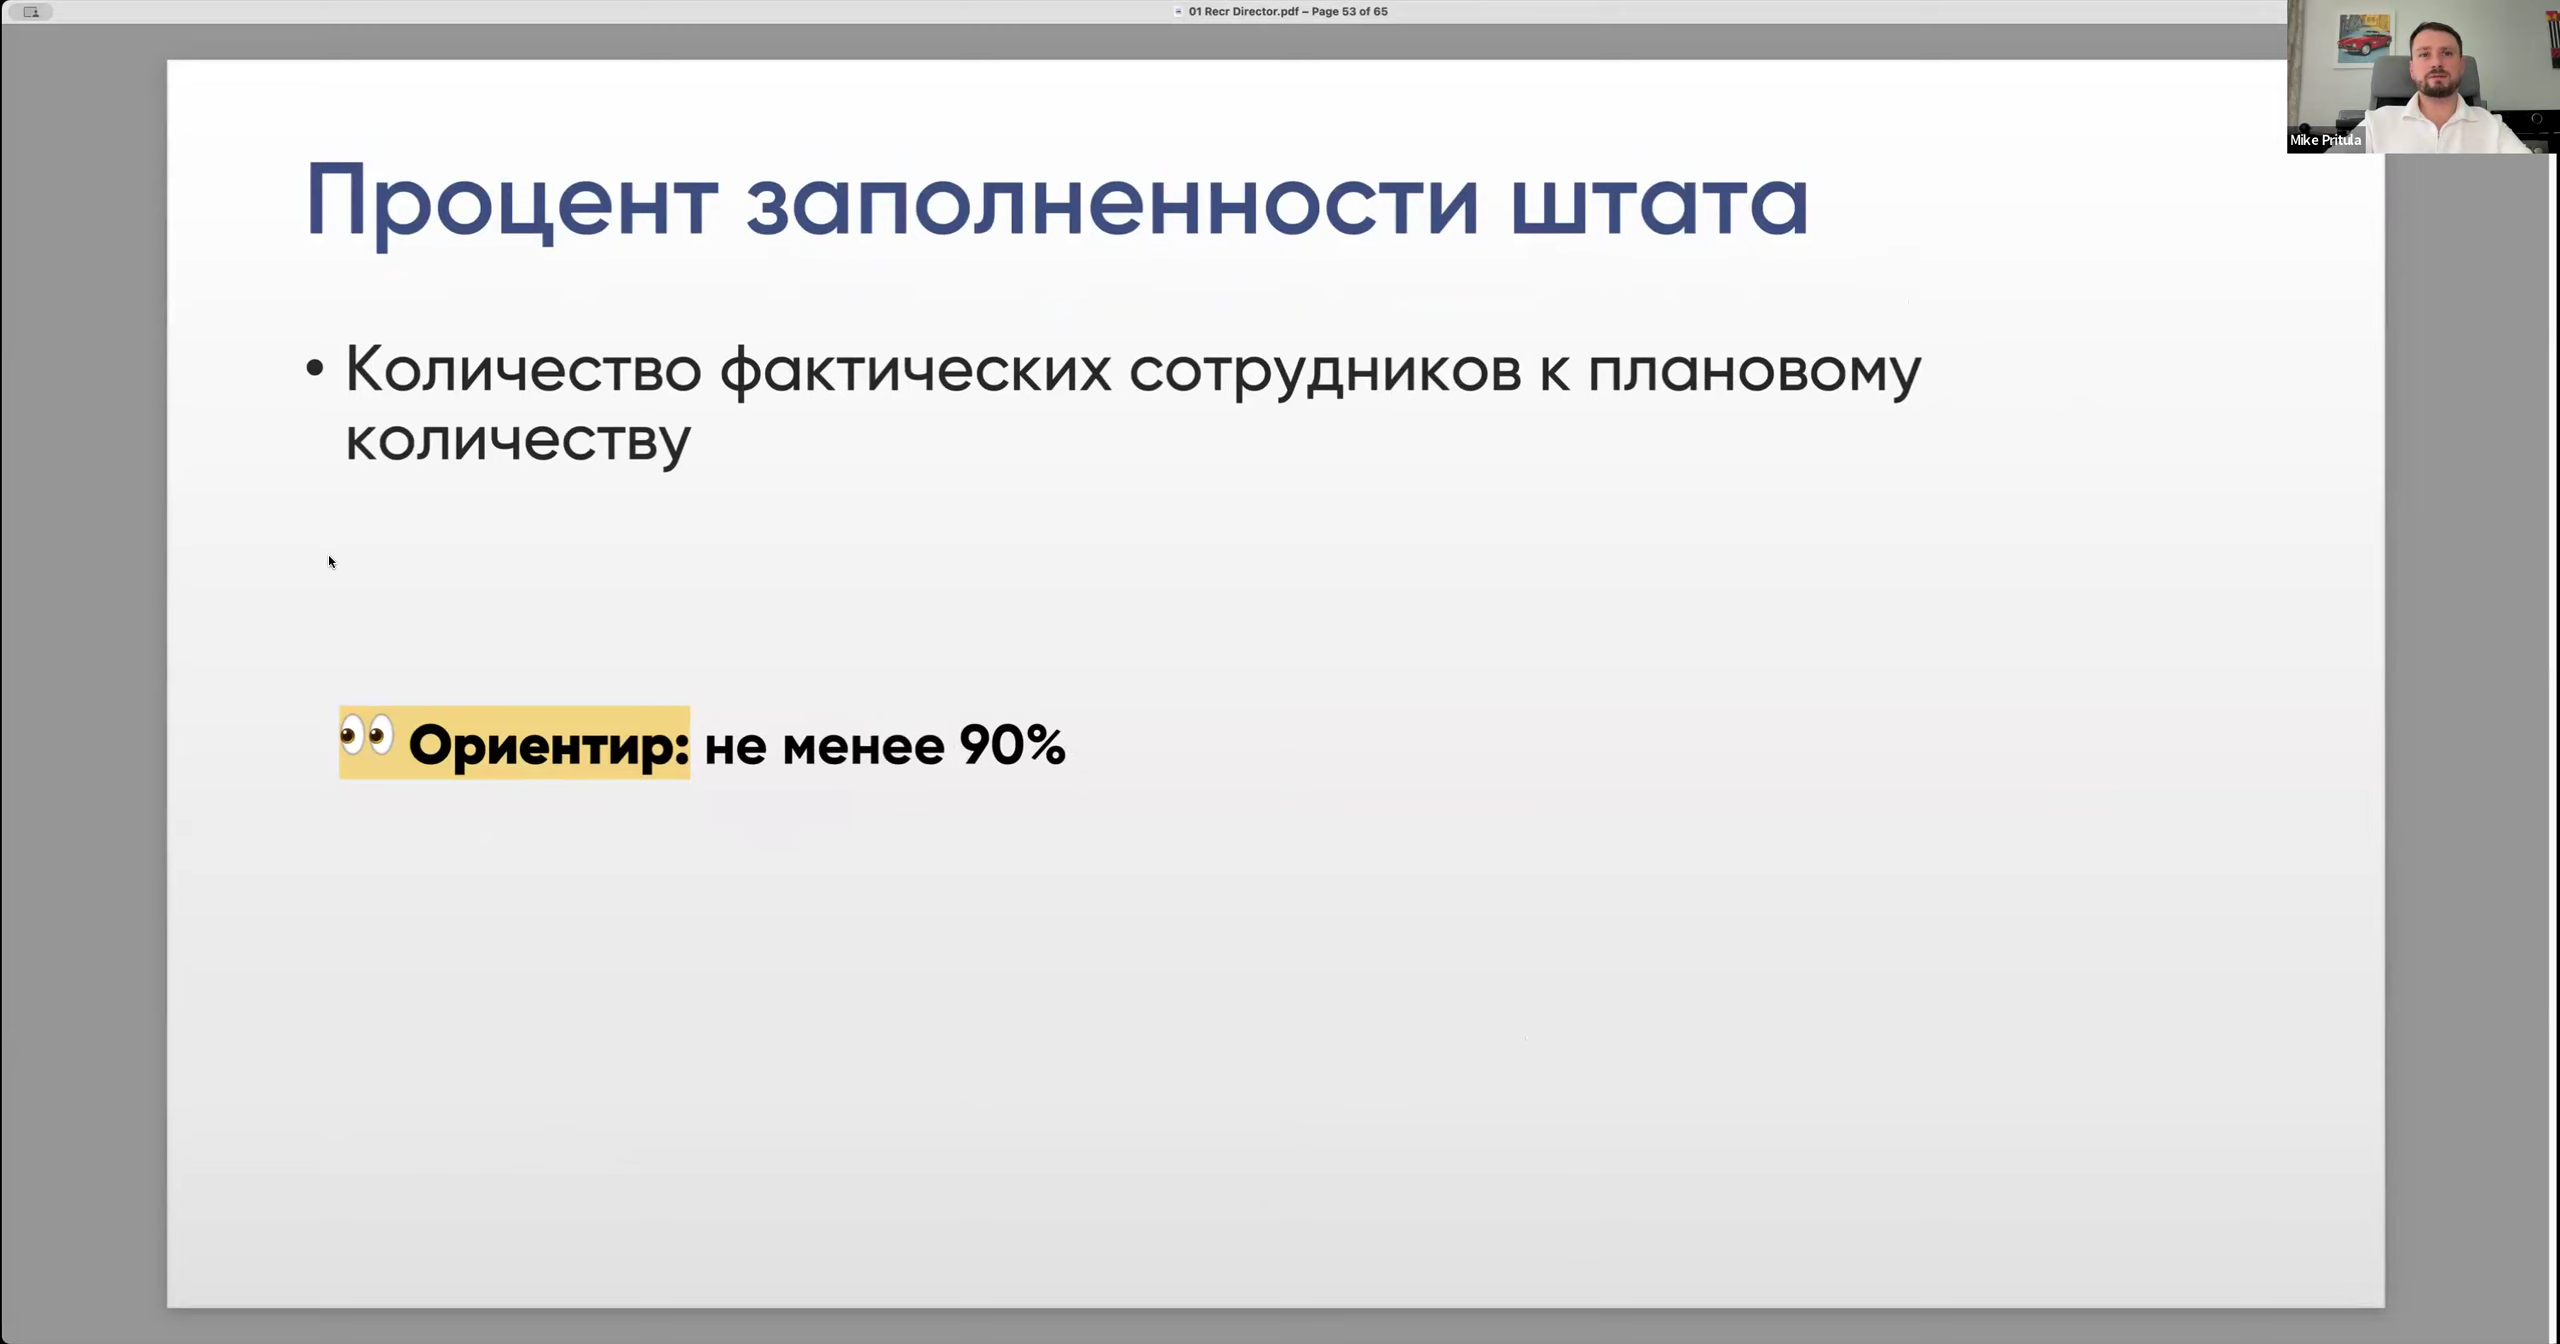 01 Recr Director.pdf – Page 53 of 65
Mike Pritula
Процент заполненности штата
• Количество фактических сотрудников к плановому
количеству
👀 Ориентир: не менее 90%